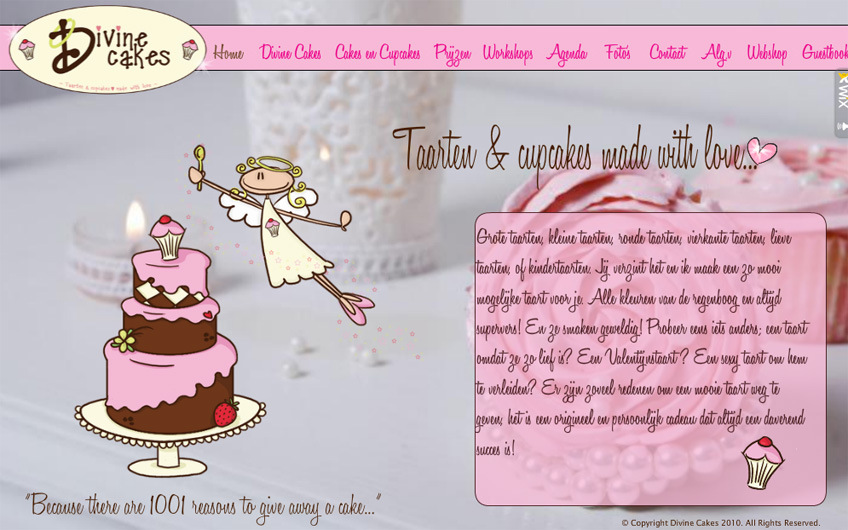 Divine cakes
Taarten & cupcakes made with love
Home Divine Cakes Cakes en Cupcakes Prijzen Workshops Agenda Foto's Contact Alg.v Webshop Guestbook
WIX
Taarten & cupcakes made with love...
Grote taarten, kleine taarten, ronde taarten, vierkante taarten, lieve
taarten, of kindertaarten. Jij verzint het en ik maak een zo mooi
mogelijke taart voor je. Alle kleuren van de regenboog en altijd
supervers! En ze smaken geweldig! Probeer eens iets anders; een taart
omdat ze zo lief is? Een Valentijnstaart? Een sexy taart om hem
te verleiden? Er zijn zoveel redenen om een mooie taart weg te
geven, het is een origineel en persoonlijk cadeau dat altijd een daverend
succes is!
"Because there are 1001 reasons to give away a cake..."
© Copyright Divine Cakes 2010. All Rights Reserved.